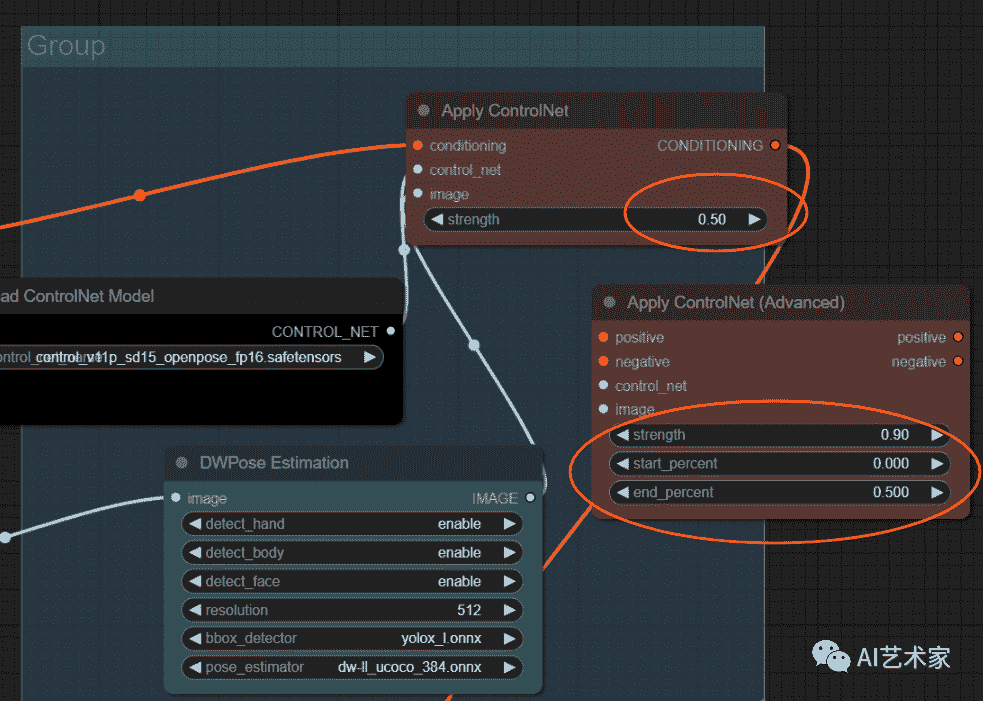 Group
Apply ControlNet
conditioning CONDITIONING
control_net
image
strength 0.50
ad ControlNet Model
CONTROL_NET
control_v11p_sd15_openpose_fp16.safetensors
Apply ControlNet (Advanced)
positive positive
negative negative
control_net
image
strength 0.90
start_percent 0.000
end_percent 0.500
DWPose Estimation
image IMAGE
detect_hand enable
detect_body enable
detect_face enable
resolution 512
bbox_detector yolox_l.onnx
pose_estimator dw-ll_ucoco_384.onnx
AI艺术家